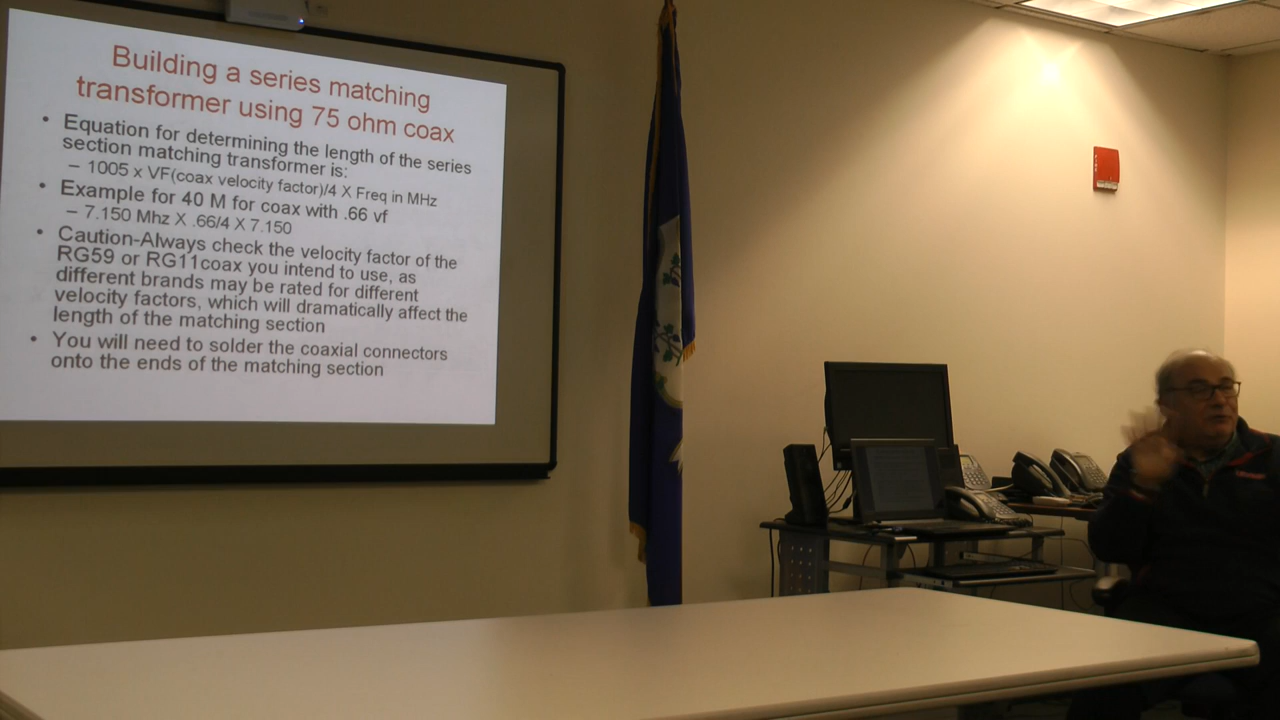 Building a series matching
transformer using 75 ohm coax
• Equation for determining the length of the series
section matching transformer is:
– 1005 x VF(coax velocity factor)/4 X Freq in MHz
• Example for 40 M for coax with .66 vf
– 7.150 Mhz X .66/4 X 7.150
• Caution-Always check the velocity factor of the
RG59 or RG11coax you intend to use, as
different brands may be rated for different
velocity factors, which will dramatically affect the
length of the matching section
• You will need to solder the coaxial connectors
onto the ends of the matching section